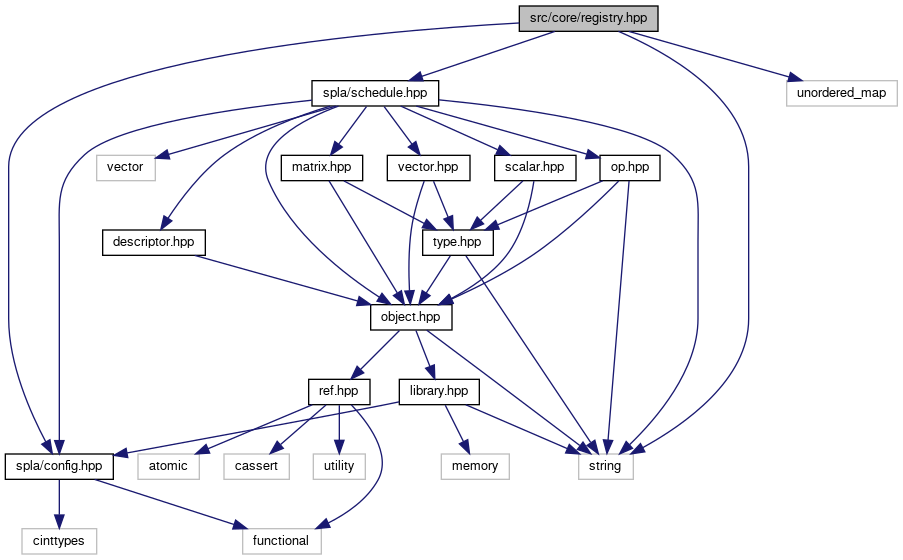 src/core/registry.hpp
spla/schedule.hpp
unordered_map
vector
matrix.hpp
vector.hpp
scalar.hpp
op.hpp
descriptor.hpp
type.hpp
object.hpp
ref.hpp
library.hpp
spla/config.hpp
atomic
cassert
utility
memory
string
cinttypes
functional